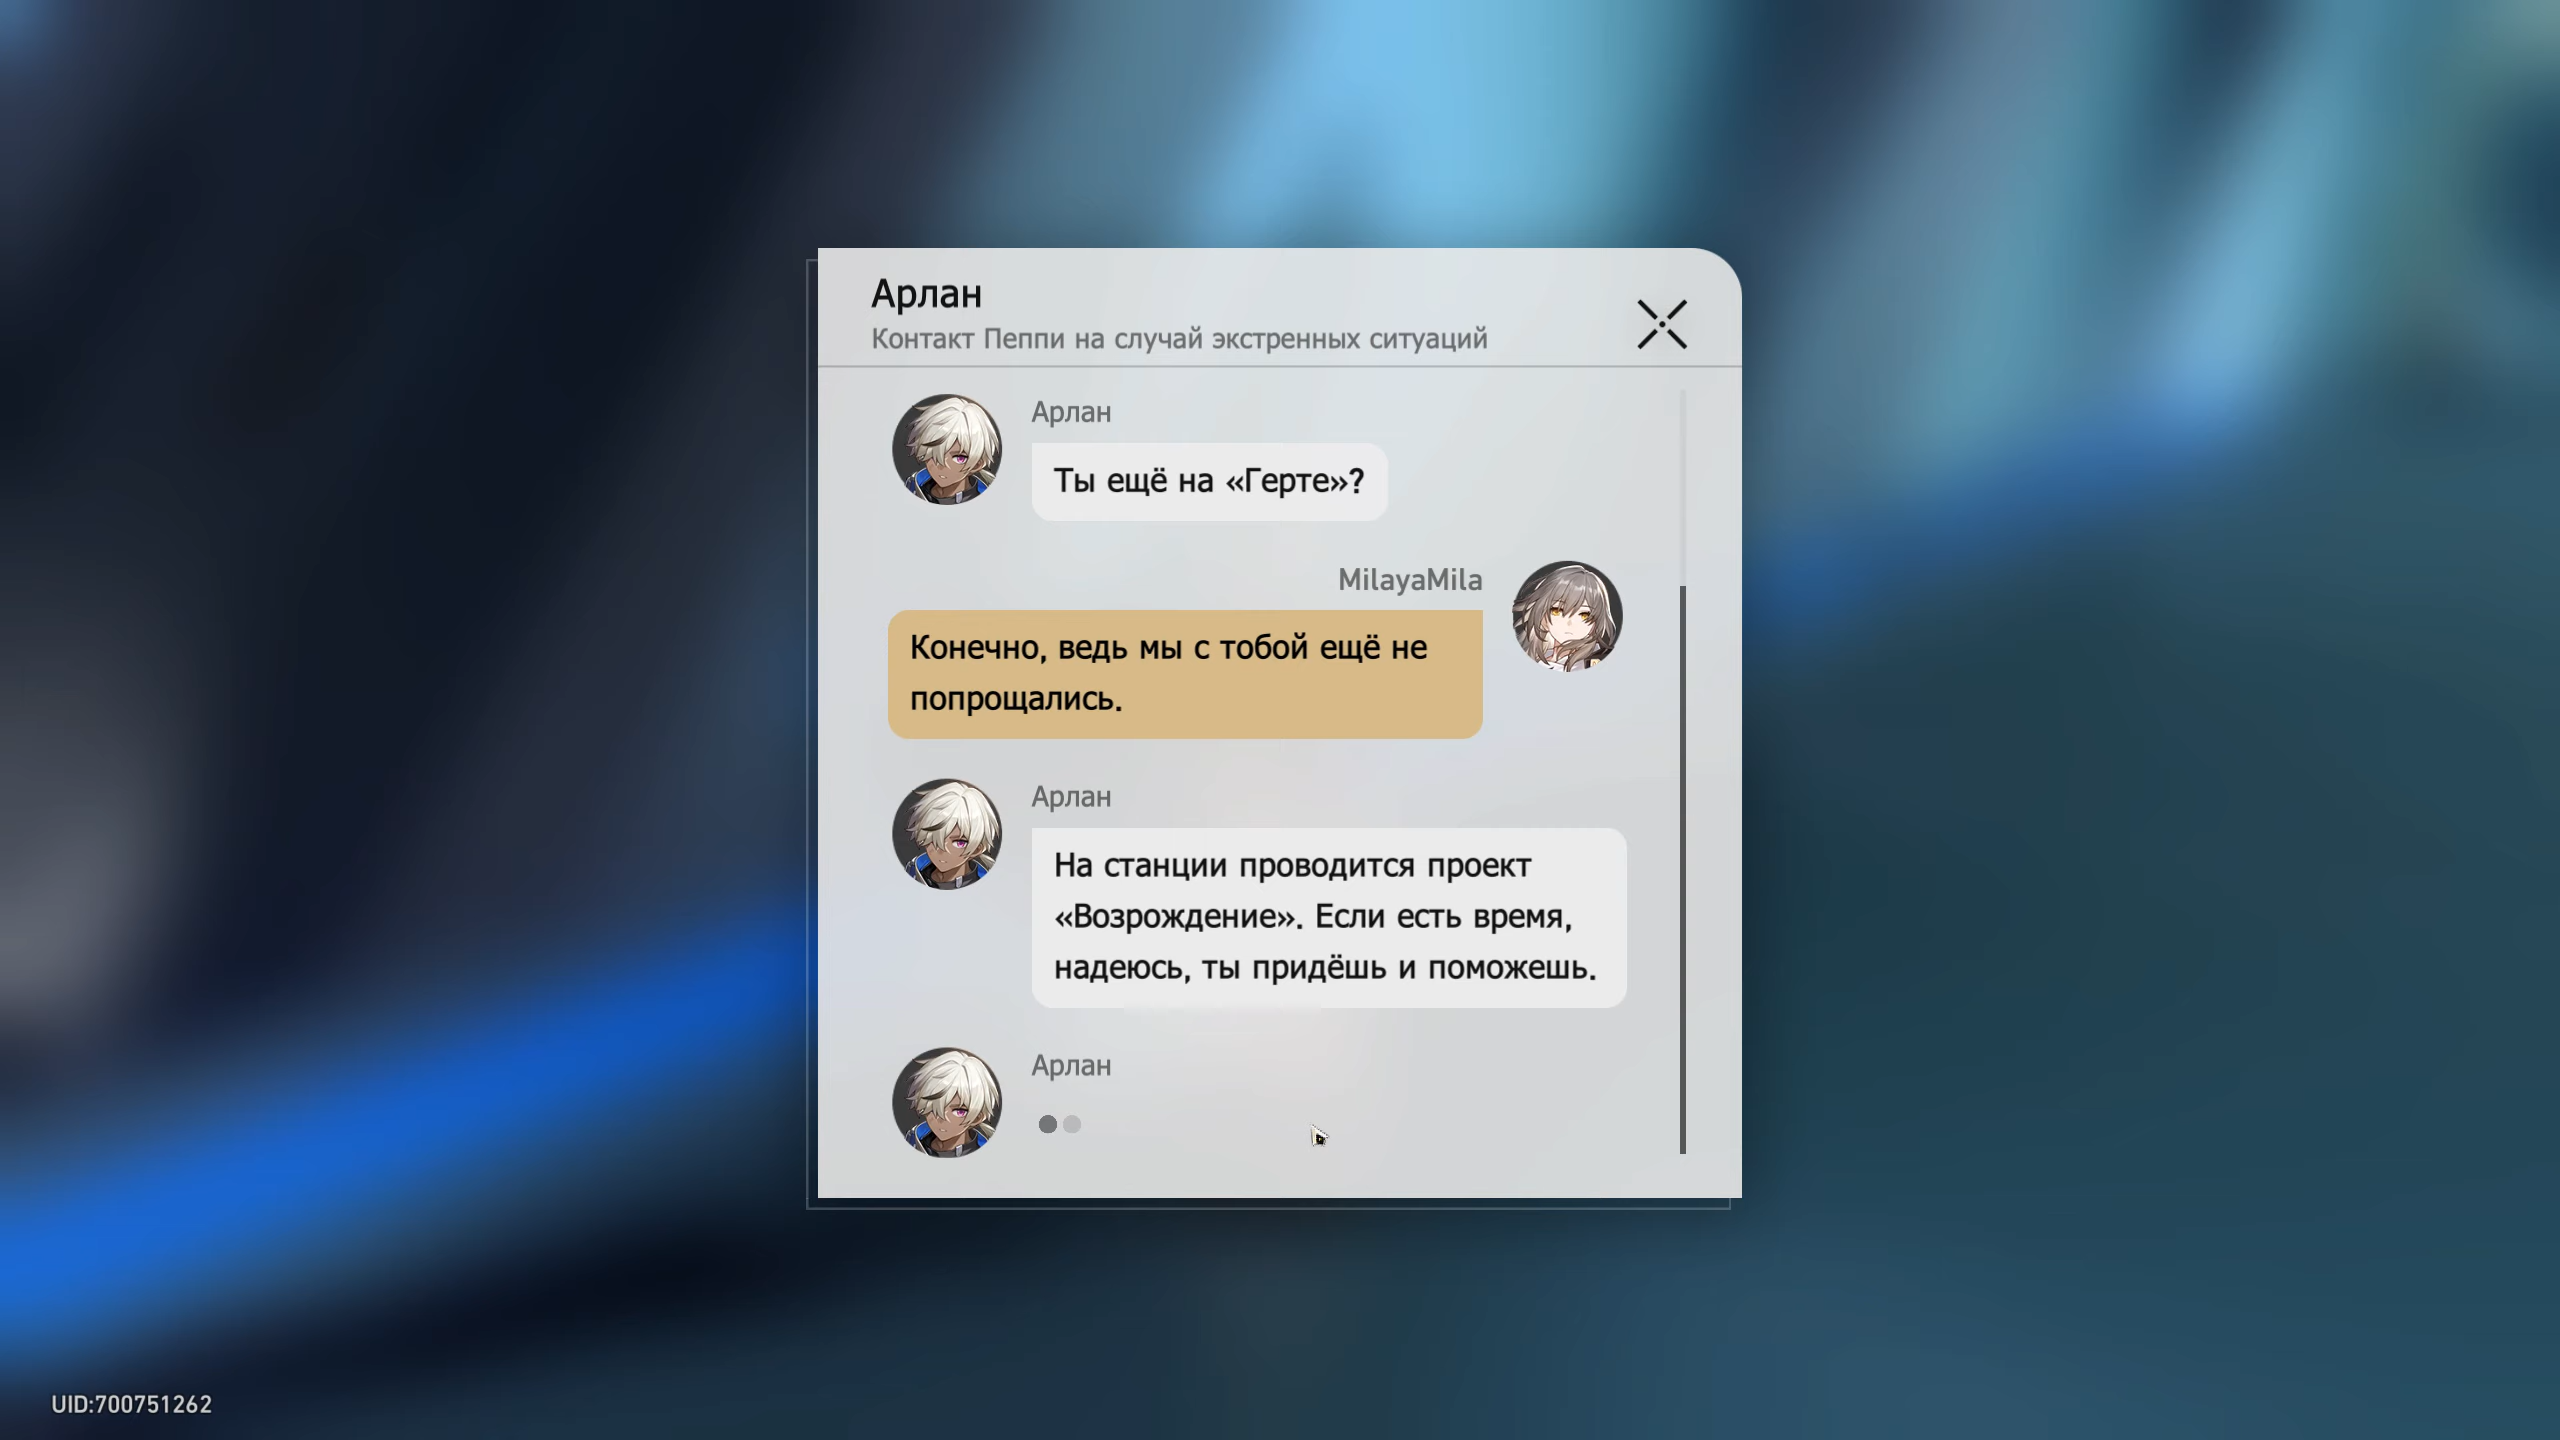 Арлан
Контакт Пеппи на случай экстренных ситуаций
Арлан
Ты ещё на «Герте»?
MilayaMila
Конечно, ведь мы с тобой ещё не
попрощались.
Арлан
На станции проводится проект
«Возрождение». Если есть время,
надеюсь, ты придёшь и поможешь.
Арлан
UID:700751262